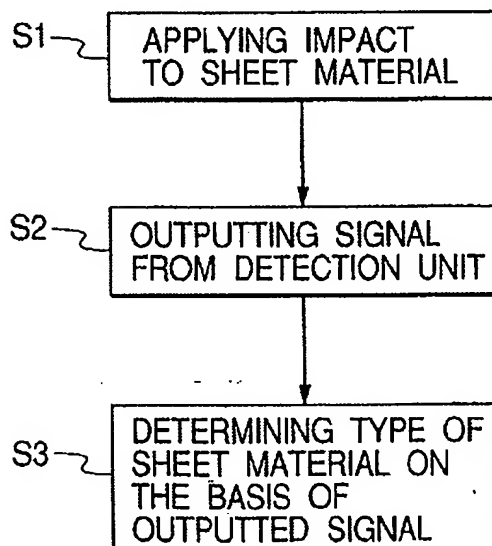 S1
APPLYING IMPACT
TO SHEET MATERIAL
S2
OUTPUTTING SIGNAL
FROM DETECTION UNIT
S3
DETERMINING TYPE OF
SHEET MATERIAL ON
THE BASIS OF
OUTPUTTED SIGNAL